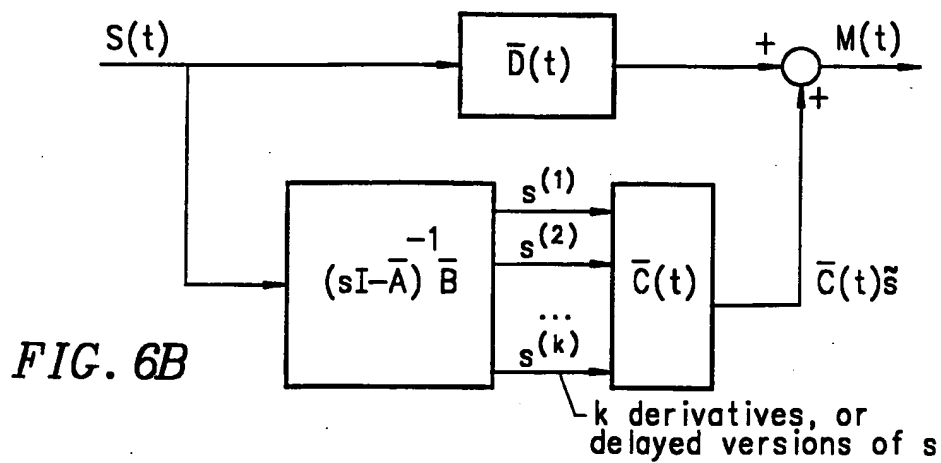 S(t)
D̅(t)
+
M(t)
+
(sI-A̅)⁻¹ B̅
s⁽¹⁾
s⁽²⁾
...
s⁽ᵏ⁾
C̅(t)
C̅(t)s̃
FIG. 6B
k derivatives, or
delayed versions of s